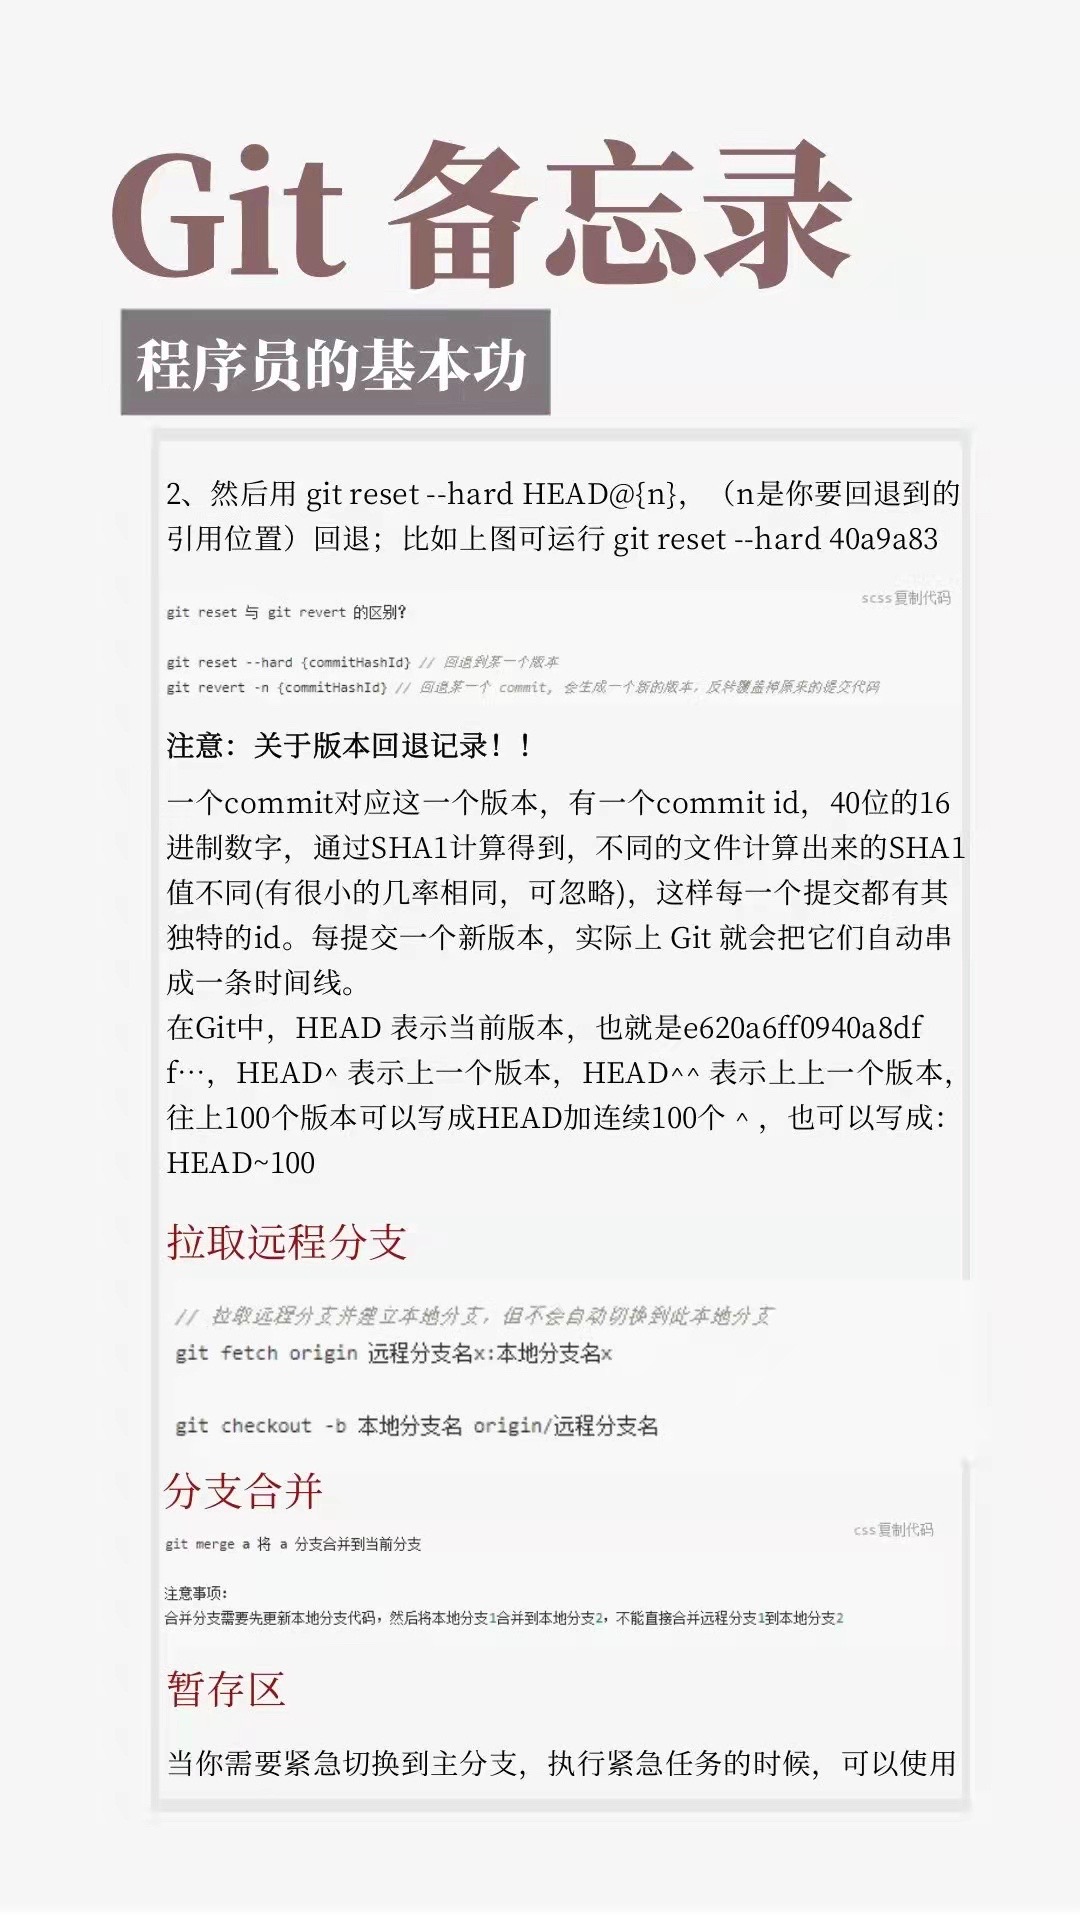 Git 备忘录
程序员的基本功
2、然后用 git reset --hard HEAD@{n}，（n是你要回退到的
引用位置）回退；比如上图可运行 git reset --hard 40a9a83
scss复制代码
git reset 与 git revert 的区别？
git reset --hard {commitHashId} // 回退到某一个版本
git revert -n {commitHashId} // 回退某一个 commit, 会生成一个新的版本，反转覆盖掉原来的提交代码
注意：关于版本回退记录！！
一个commit对应这一个版本，有一个commit id，40位的16
进制数字，通过SHA1计算得到，不同的文件计算出来的SHA1
值不同(有很小的几率相同，可忽略)，这样每一个提交都有其
独特的id。每提交一个新版本，实际上 Git 就会把它们自动串
成一条时间线。
在Git中，HEAD 表示当前版本，也就是e620a6ff0940a8df
f…，HEAD^ 表示上一个版本，HEAD^^ 表示上上一个版本，
往上100个版本可以写成HEAD加连续100个 ^ ，也可以写成：
HEAD~100
拉取远程分支
// 拉取远程分支并建立本地分支，但不会自动切换到此本地分支
git fetch origin 远程分支名x:本地分支名x
git checkout -b 本地分支名 origin/远程分支名
分支合并
css复制代码
git merge a 将 a 分支合并到当前分支
注意事项：
合并分支需要先更新本地分支代码，然后将本地分支1合并到本地分支2，不能直接合并远程分支1到本地分支2
暂存区
当你需要紧急切换到主分支，执行紧急任务的时候，可以使用